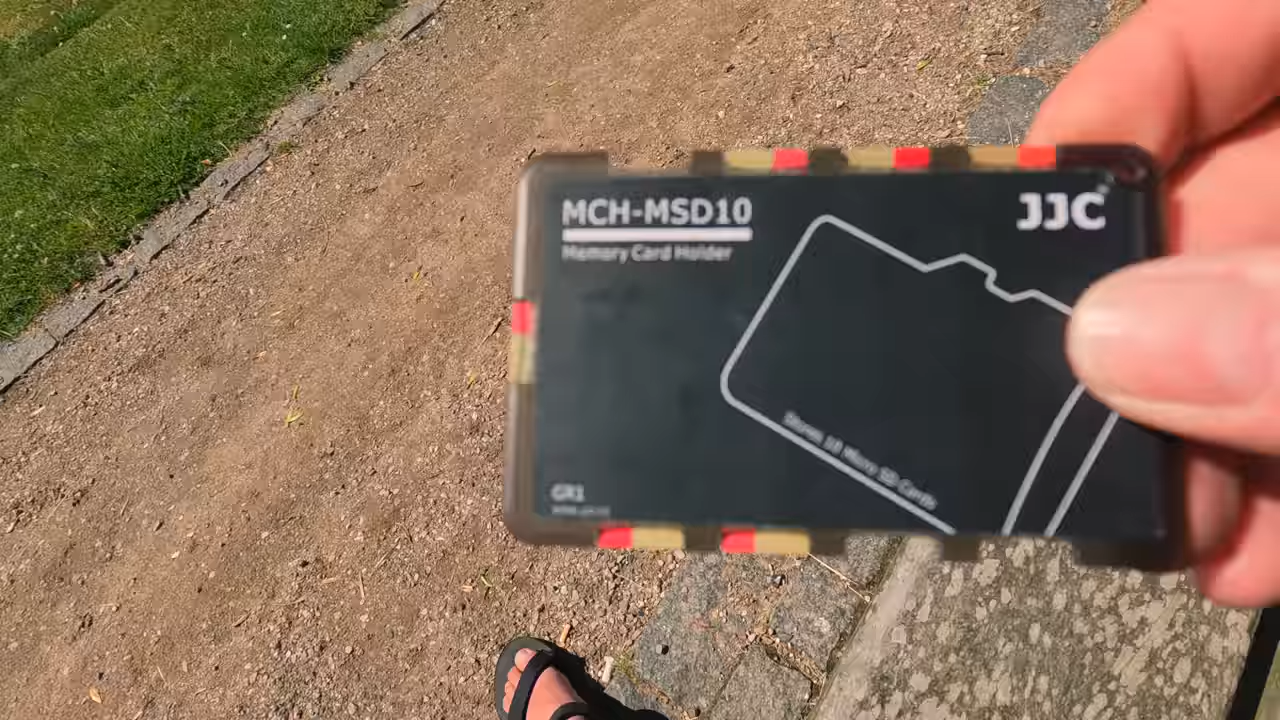 MCH-MSD10
JJC
Memory Card Holder
Stores 10 Micro SD Cards
GR1